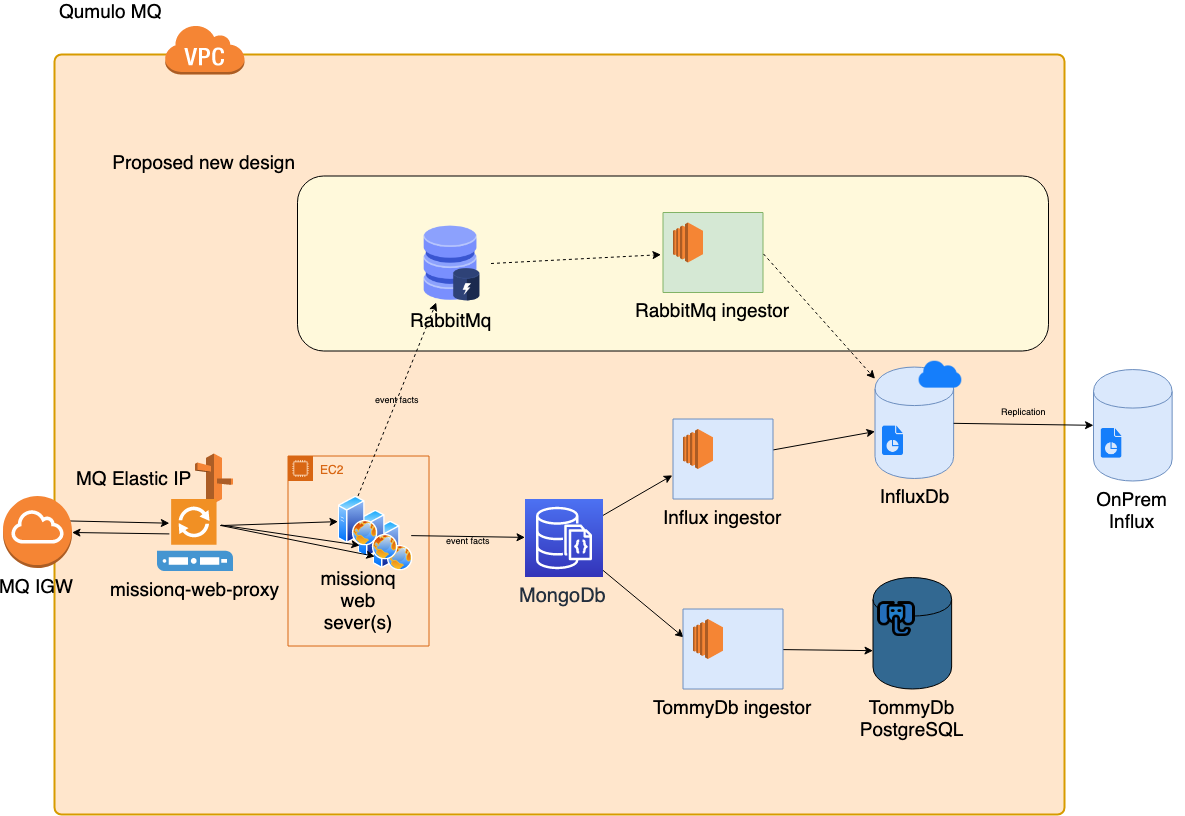 Qumulo MQ
VPC
Proposed new design
RabbitMq
RabbitMq ingestor
event facts
Replication
MQ Elastic IP
EC2
Influx ingestor
InfluxDb
OnPrem
Influx
event facts
MQ IGW
missionq-web-proxy
missionq
web
sever(s)
MongoDb
TommyDb ingestor
TommyDb
PostgreSQL